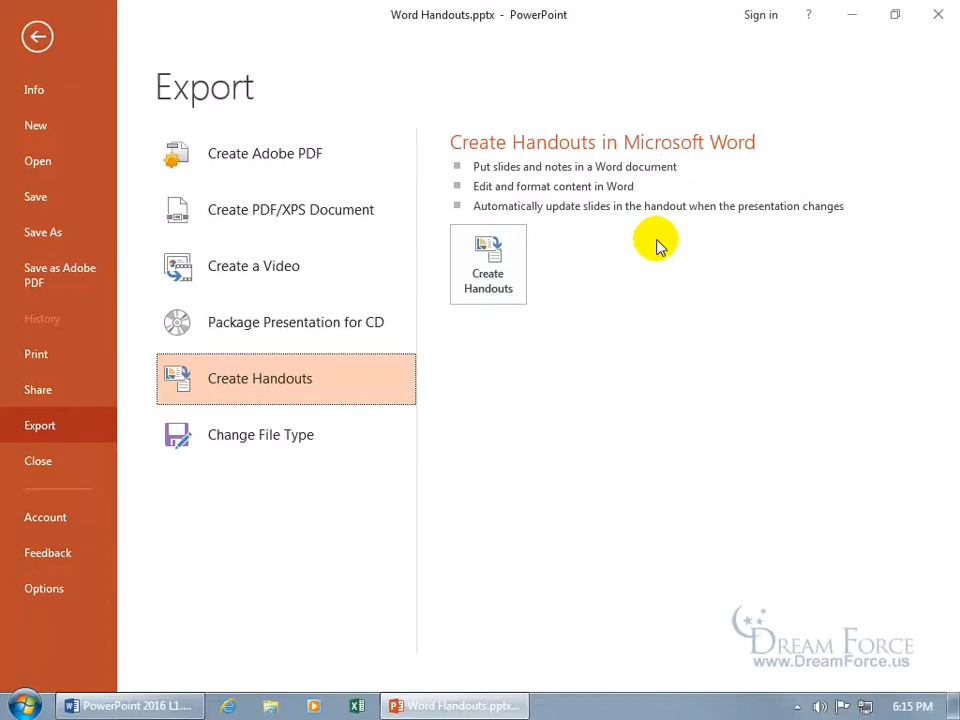 Word Handouts.pptx - PowerPoint
Sign in
?
Info
New
Open
Save
Save As
Save as Adobe
PDF
History
Print
Share
Export
Close
Account
Feedback
Options
Export
Create Adobe PDF
Create PDF/XPS Document
Create a Video
Package Presentation for CD
Create Handouts
Change File Type
Create Handouts in Microsoft Word
Put slides and notes in a Word document
Edit and format content in Word
Automatically update slides in the handout when the presentation changes
Create
Handouts
DREAM FORCE
www.DreamForce.us
PowerPoint 2016 L1....
Word Handouts.pptx...
6:15 PM